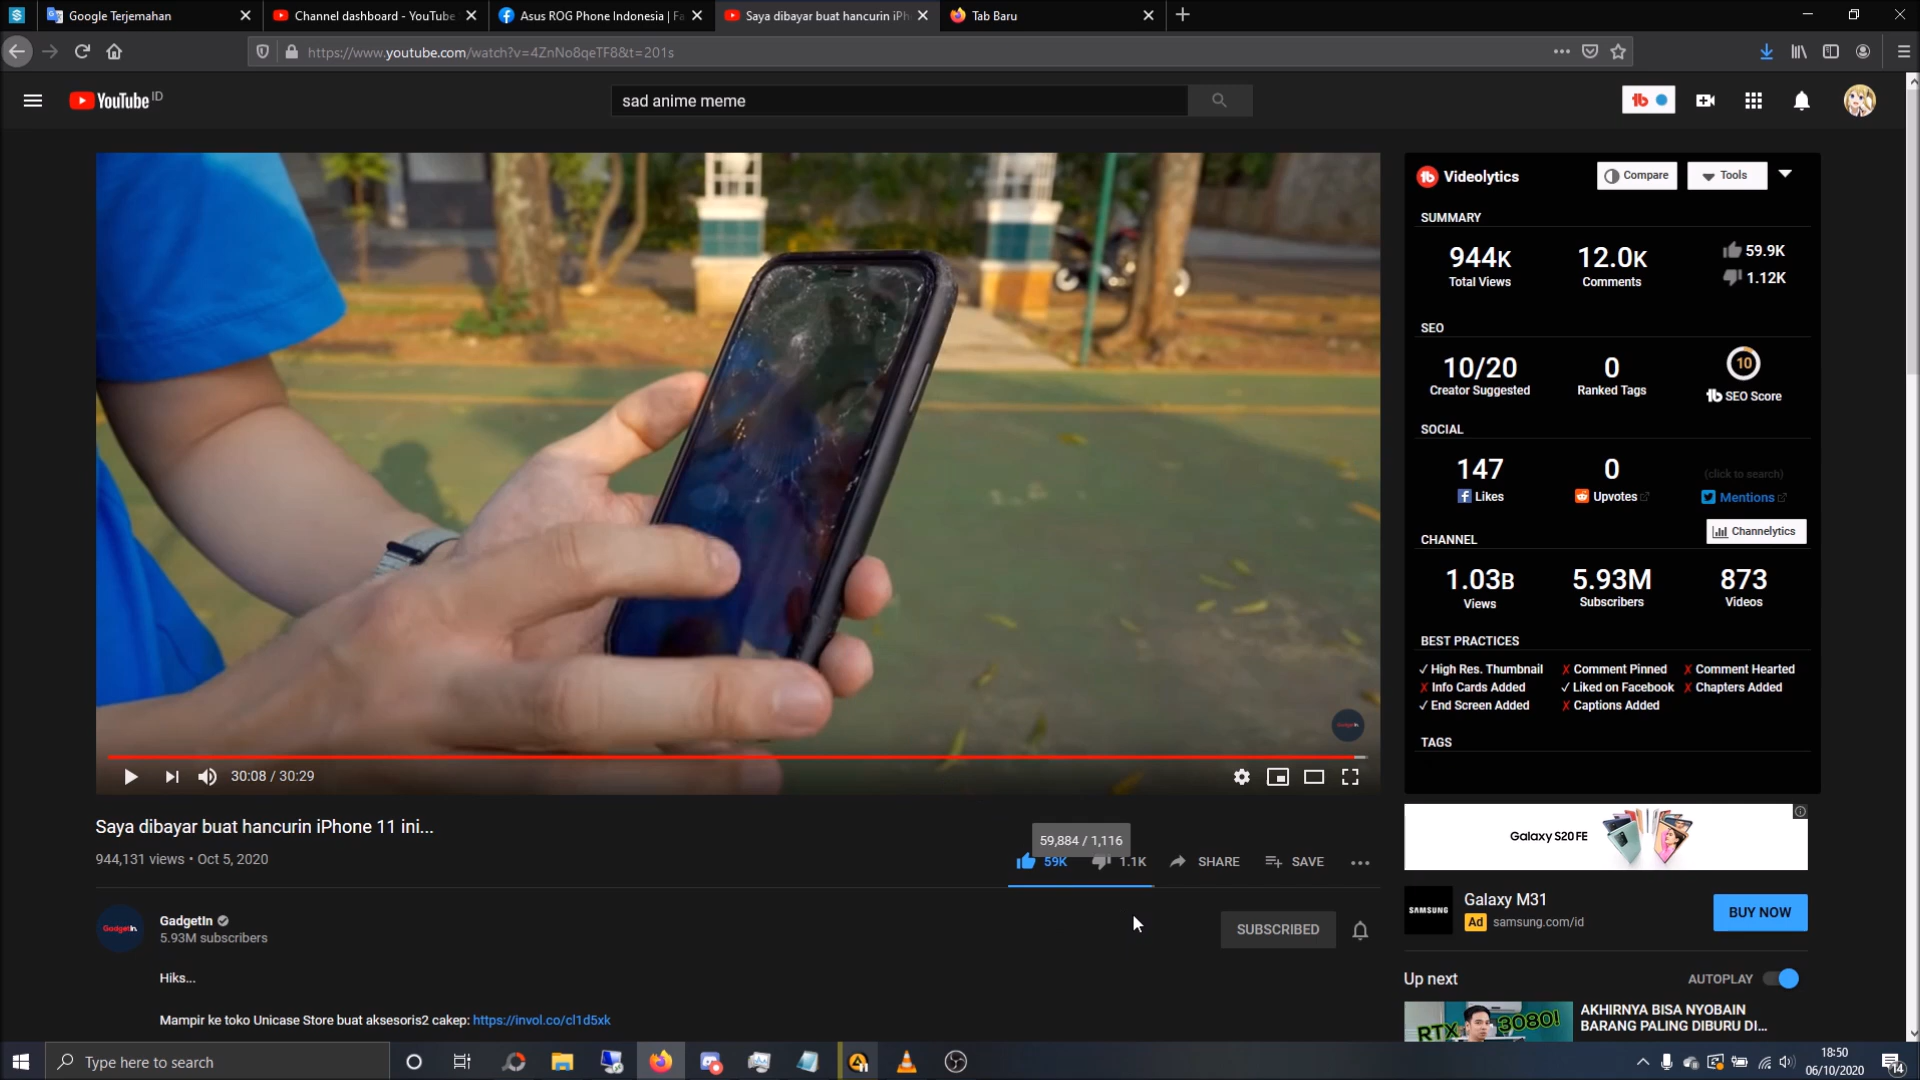 Google Terjemahan
Channel dashboard - YouTube
Asus ROG Phone Indonesia | Fa
Saya dibayar buat hancurin iPh
Tab Baru
https://www.youtube.com/watch?v=4ZnNo8qeTF8&t=201s
YouTube ID
sad anime meme
Videolytics
Compare
Tools
SUMMARY
944K
12.0K
59.9K
Total Views
Comments
1.12K
SEO
10/20
0
10
Creator Suggested
Ranked Tags
SEO Score
SOCIAL
147
0
(click to search)
Likes
Upvotes
Mentions
CHANNEL
Channelytics
1.03B
5.93M
873
Views
Subscribers
Videos
BEST PRACTICES
✓ High Res. Thumbnail
✗ Comment Pinned
✗ Comment Hearted
✗ Info Cards Added
✓ Liked on Facebook
✗ Chapters Added
✓ End Screen Added
✗ Captions Added
TAGS
30:08 / 30:29
Saya dibayar buat hancurin iPhone 11 ini...
944,131 views • Oct 5, 2020
59,884 / 1,116
59K
1.1K
SHARE
SAVE
GadgetIn
5.93M subscribers
SUBSCRIBED
Hiks...
Mampir ke toko Unicase Store buat aksesoris2 cakep: https://invol.co/cl1d5xk
Galaxy S20 FE
SAMSUNG
Galaxy M31
Ad samsung.com/id
BUY NOW
Up next
AUTOPLAY
RTX 3080!
AKHIRNYA BISA NYOBAIN
BARANG PALING DIBURU DI...
Type here to search
18:50
06/10/2020
14